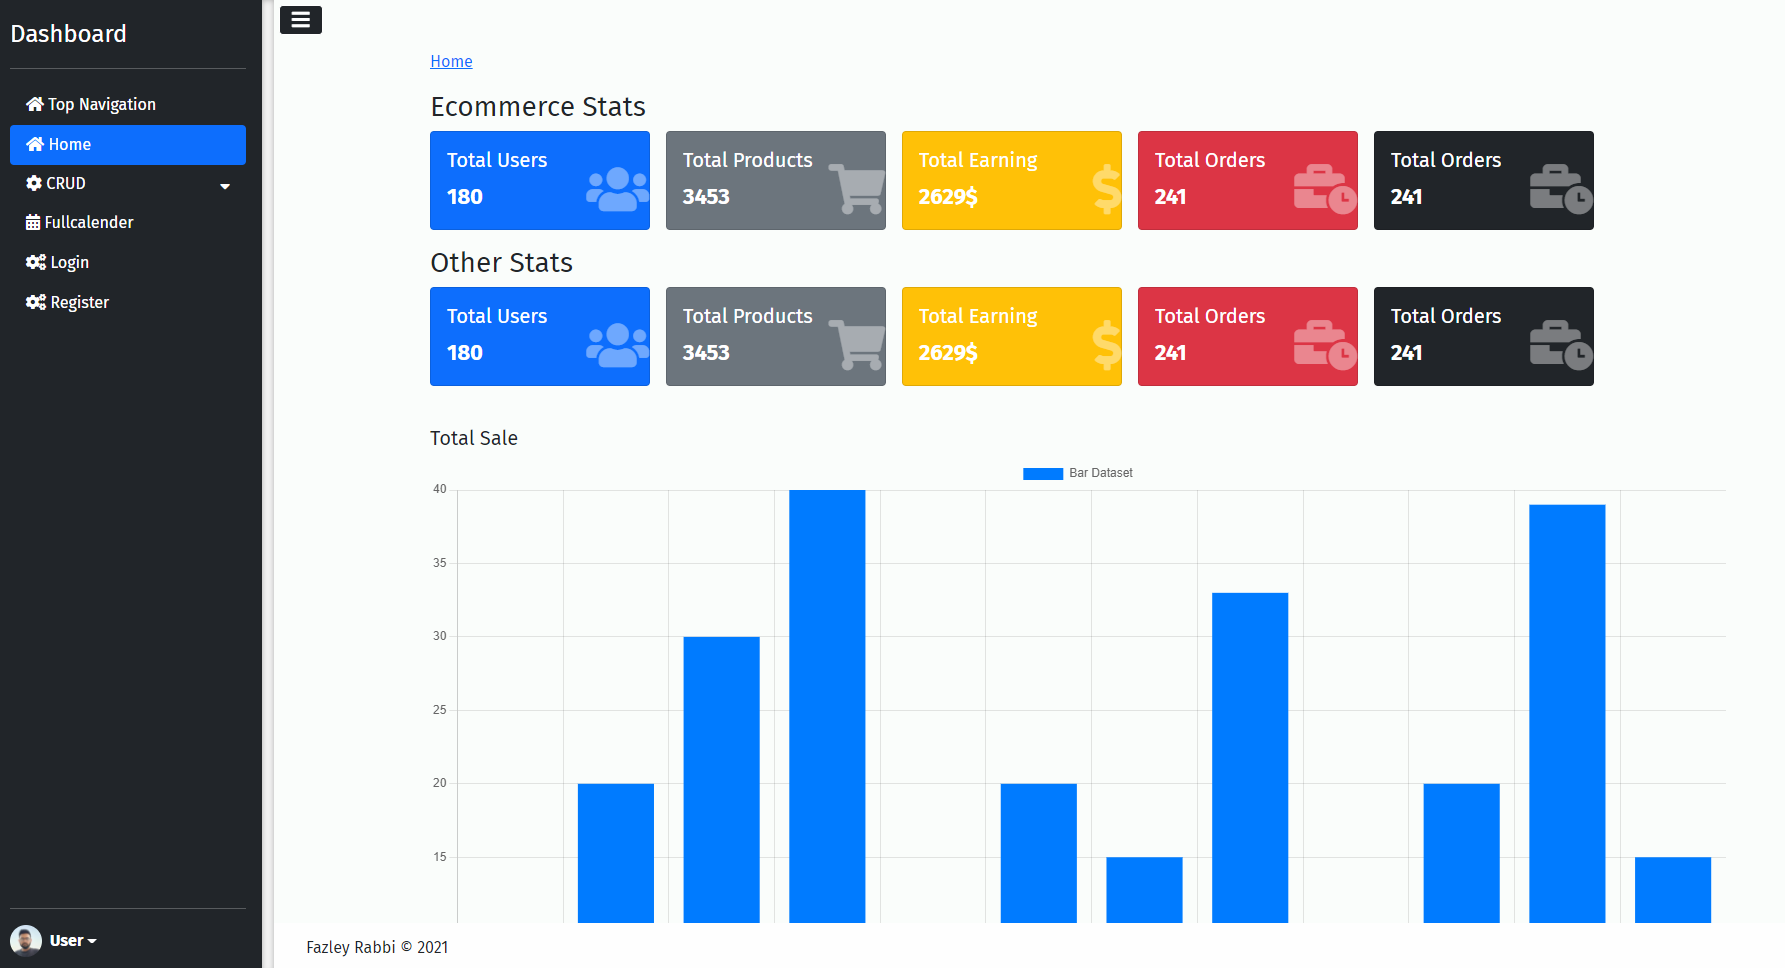 Dashboard
Top Navigation
Home
CRUD
Fullcalender
Login
Register
User
Home
Ecommerce Stats
Total Users
180
Total Products
3453
Total Earning
2629$
Total Orders
241
Total Orders
241
Other Stats
Total Users
180
Total Products
3453
Total Earning
2629$
Total Orders
241
Total Orders
241
Total Sale
Bar Dataset
40
35
30
25
20
15
Fazley Rabbi © 2021